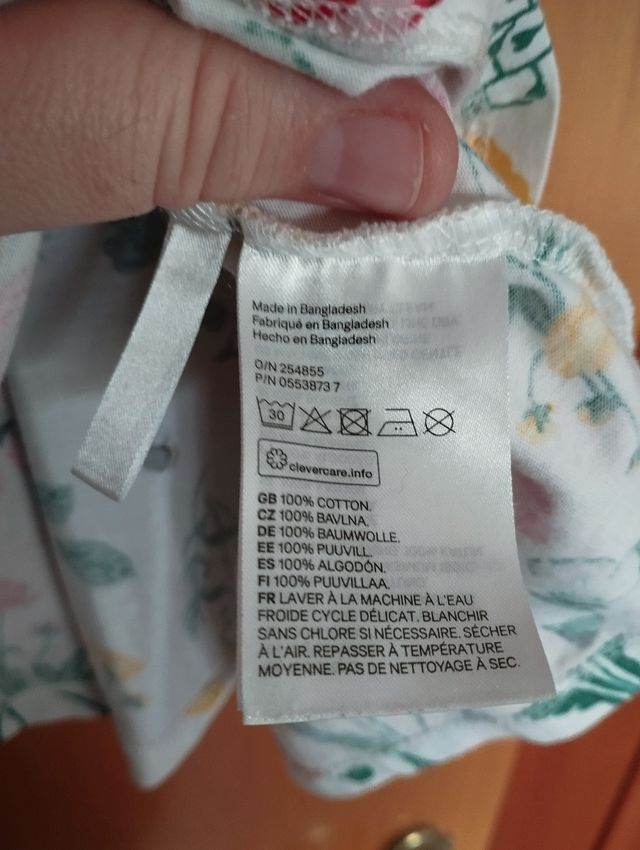 Made in Bangladesh
Fabriqué en Bangladesh
Hecho en Bangladesh
O/N 254855
P/N 0553873 7
30
clevercare.info
GB 100% COTTON.
CZ 100% BAVLNA.
DE 100% BAUMWOLLE.
EE 100% PUUVILL.
ES 100% ALGODÓN.
FI 100% PUUVILLAA.
FR LAVER À LA MACHINE À L'EAU
FROIDE CYCLE DÉLICAT. BLANCHIR
SANS CHLORE SI NÉCESSAIRE. SÉCHER
À L'AIR. REPASSER À TEMPÉRATURE
MOYENNE. PAS DE NETTOYAGE À SEC.